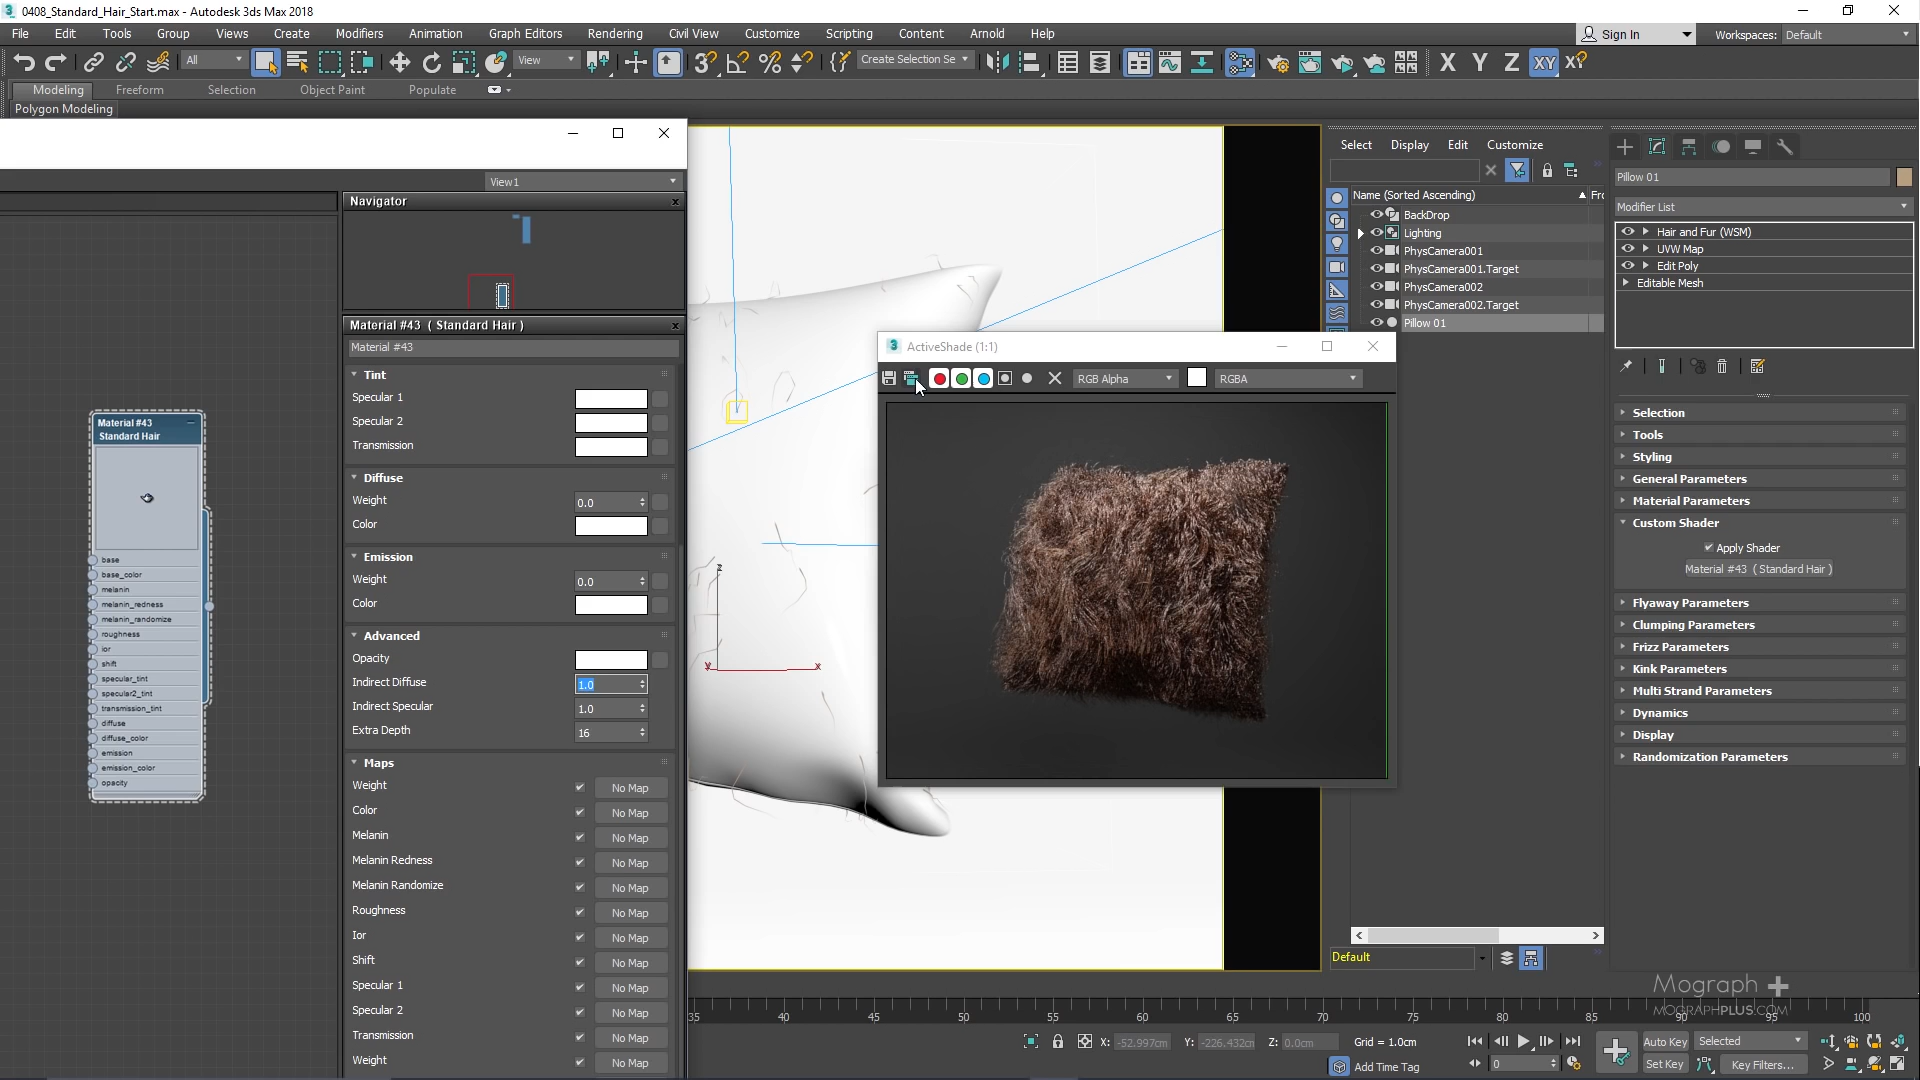 0408_Standard_Hair_Start.max - Autodesk 3ds Max 2018
File Edit Tools Group Views Create Modifiers Animation Graph Editors Rendering Civil View Customize Scripting Content Arnold Help
Sign In Workspaces: Default
All View Create Selection Se X Y Z XY XY
Modeling Freeform Selection Object Paint Populate
Polygon Modeling
View1
Navigator
Material #43 ( Standard Hair )
Material #43
Tint
Specular 1
Specular 2
Transmission
Diffuse
Weight 0.0
Color
Emission
Weight 0.0
Color
Advanced
Opacity
Indirect Diffuse 1.0
Indirect Specular 1.0
Extra Depth 16
Maps
Weight No Map
Color No Map
Melanin No Map
Melanin Redness No Map
Melanin Randomize No Map
Roughness No Map
Ior No Map
Shift No Map
Specular 1 No Map
Specular 2 No Map
Transmission No Map
Weight No Map
Material #43
Standard Hair
base
base_color
melanin
melanin_redness
melanin_randomize
roughness
ior
shift
specular_tint
specular2_tint
transmission_tint
diffuse
diffuse_color
emission
emission_color
opacity
z
y x
ActiveShade (1:1)
RGB Alpha RGBA
Select Display Edit Customize
Name (Sorted Ascending) Fro
BackDrop
Lighting
PhysCamera001
PhysCamera001.Target
PhysCamera002
PhysCamera002.Target
Pillow 01
Default
Pillow 01
Modifier List
Hair and Fur (WSM)
UVW Map
Edit Poly
Editable Mesh
Selection
Tools
Styling
General Parameters
Material Parameters
Custom Shader
Apply Shader
Material #43 ( Standard Hair )
Flyaway Parameters
Clumping Parameters
Frizz Parameters
Kink Parameters
Multi Strand Parameters
Dynamics
Display
Randomization Parameters
Mograph +
MOGRAPHPLUS.COM
35 40 45 50 55 60 65 70 75 80 85 90 95 100
X: -52.997cm Y: -226.432cm Z: 0.0cm Grid = 1.0cm
Add Time Tag
0
Auto Key Selected
Set Key Key Filters...